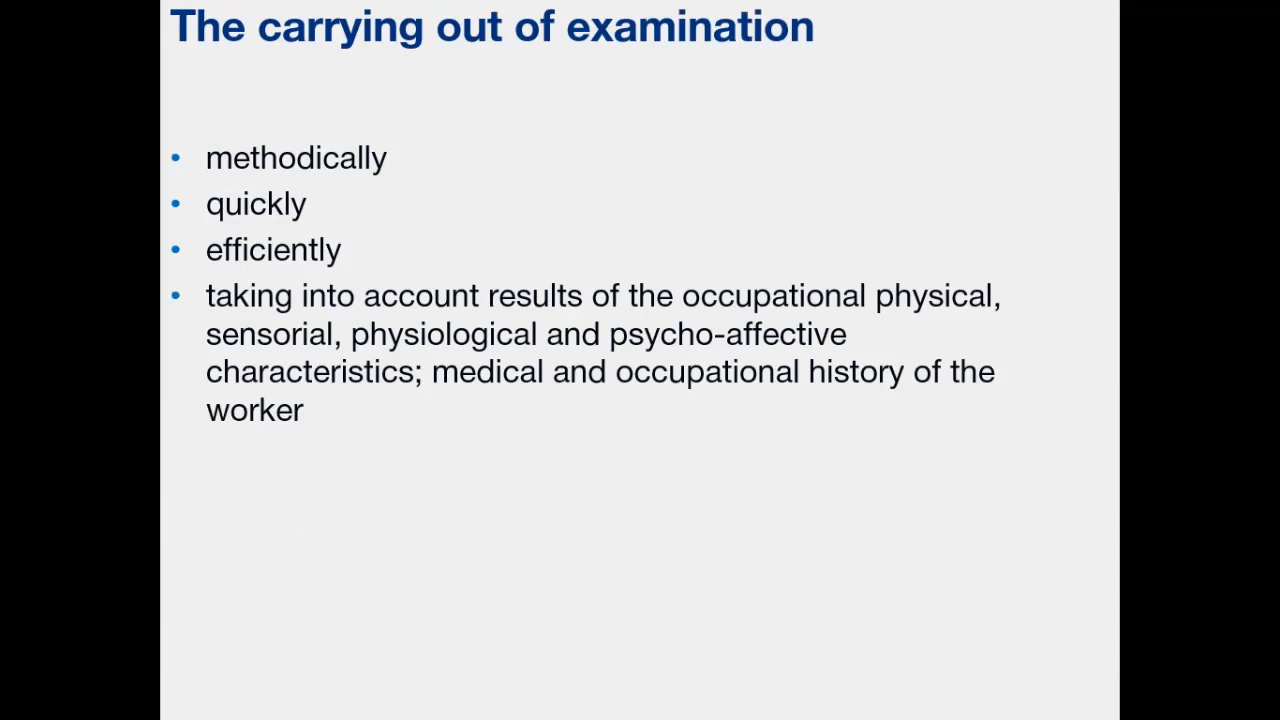 The carrying out of examination
• methodically
• quickly
• efficiently
• taking into account results of the occupational physical,
sensorial, physiological and psycho-affective
characteristics; medical and occupational history of the
worker